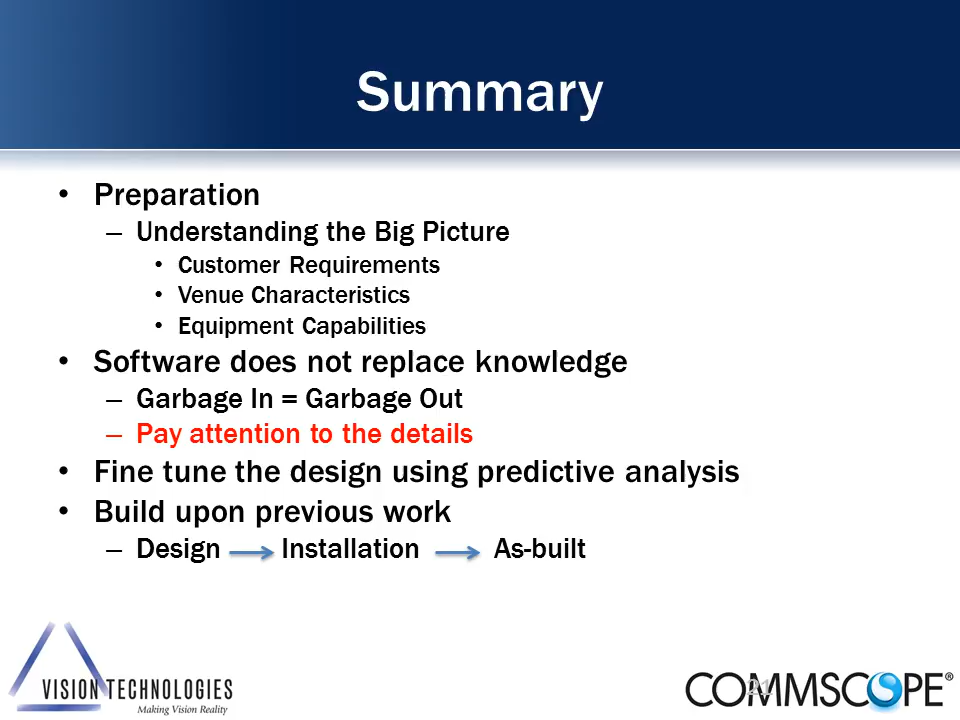 Summary
• Preparation
– Understanding the Big Picture
• Customer Requirements
• Venue Characteristics
• Equipment Capabilities
• Software does not replace knowledge
– Garbage In = Garbage Out
– Pay attention to the details
• Fine tune the design using predictive analysis
• Build upon previous work
– Design → Installation → As-built
VISION TECHNOLOGIES
Making Vision Reality
COMMSCOPE®
21